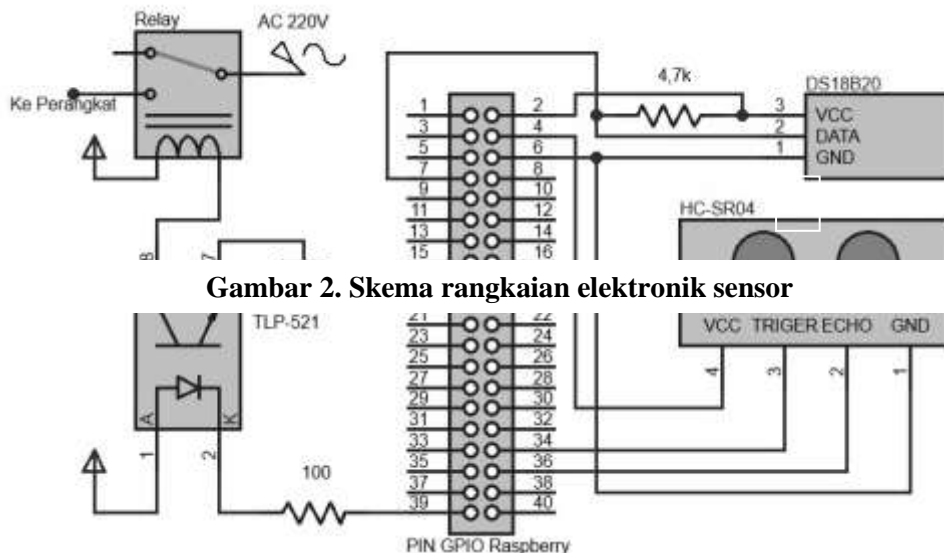 Relay
AC 220V
Ke Perangkat
4,7k
DS18B20
3 VCC
2 DATA
1 GND
1 2
3 4
5 6
7 8
9 10
11 12
13 14
15 16
HC-SR04
8 7
Gambar 2. Skema rangkaian elektronik sensor
TLP-521
21 22
23 24
25 26
27 28
29 30
31 32
33 34
35 36
37 38
39 40
VCC TRIGER ECHO GND
4 3 2 1
A K
1 2
100
PIN GPIO Raspberry